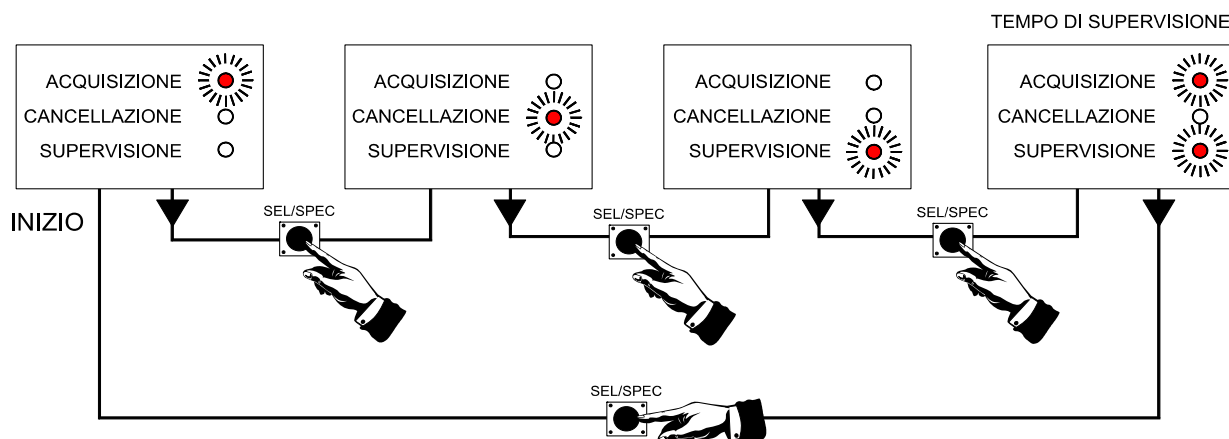 TEMPO DI SUPERVISIONE
ACQUISIZIONE
CANCELLAZIONE
SUPERVISIONE
ACQUISIZIONE
CANCELLAZIONE
SUPERVISIONE
ACQUISIZIONE
CANCELLAZIONE
SUPERVISIONE
ACQUISIZIONE
CANCELLAZIONE
SUPERVISIONE
INIZIO
SEL/SPEC
SEL/SPEC
SEL/SPEC
SEL/SPEC